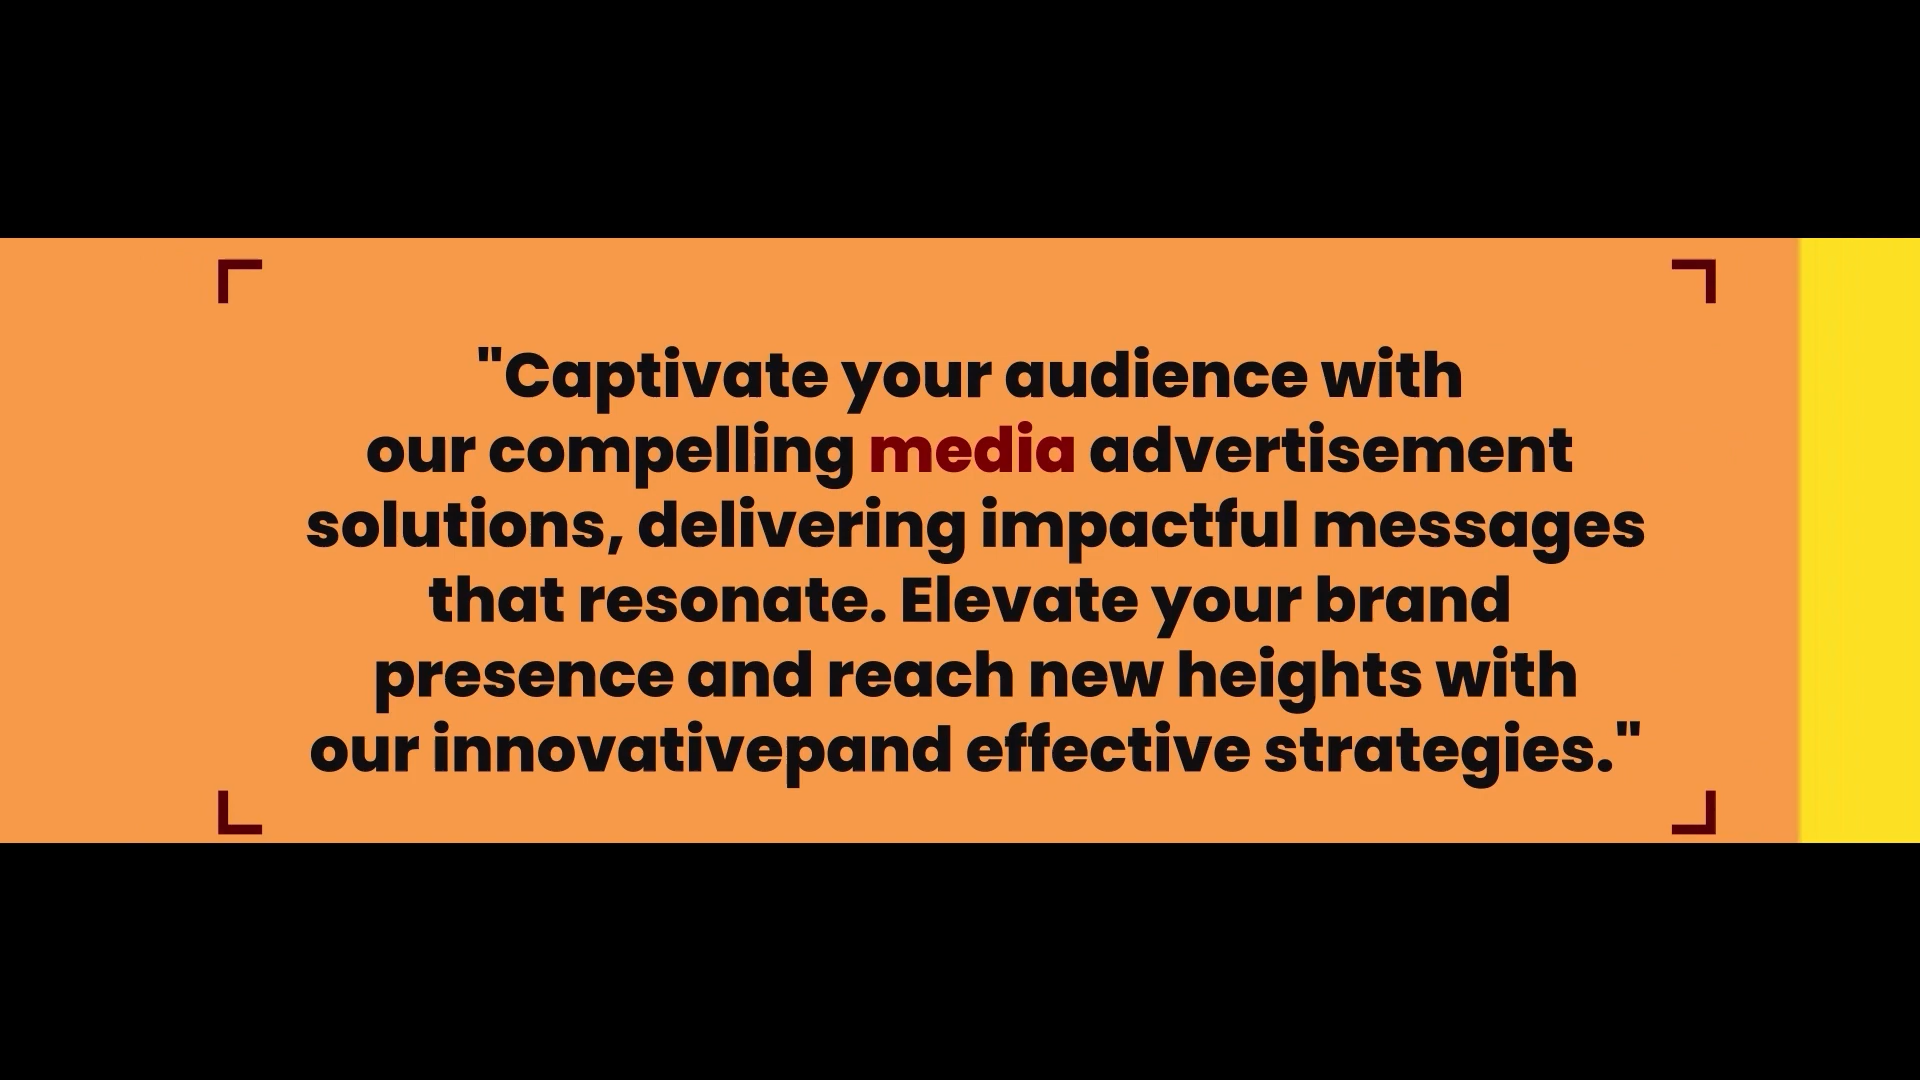 "Captivate your audience with
our compelling media advertisement
solutions, delivering impactful messages
that resonate. Elevate your brand
presence and reach new heights with
our innovativepand effective strategies."